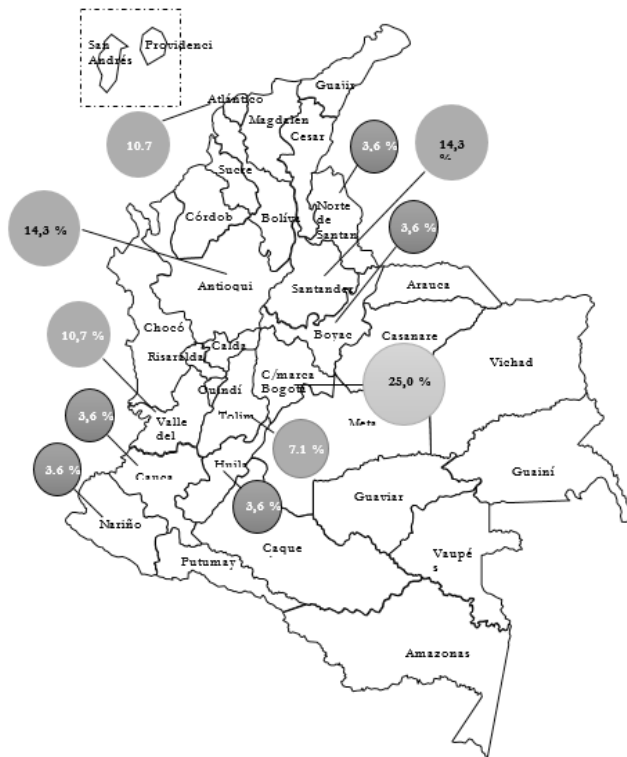 San
Andrés
Providenci
Guajir
Atlántico
Magdalen
Cesar
10.7
3,6 %
14,3
%
Sucre
Córdob
Bolíva
Norte
de
Santan
3,6 %
14,3 %
Antioqui
Santander
Arauca
Chocó
Boyac
Casanare
10,7 %
Calda
Risaralda
Vichad
C/marca
Bogotá
25,0 %
Quindí
3,6 %
Valle
del
Tolim
Meta
7.1 %
3.6 %
Cauca
Huila
Guainí
3,6 %
Guaviar
Nariño
Putumay
Caque
Vaupé
s
Amazonas